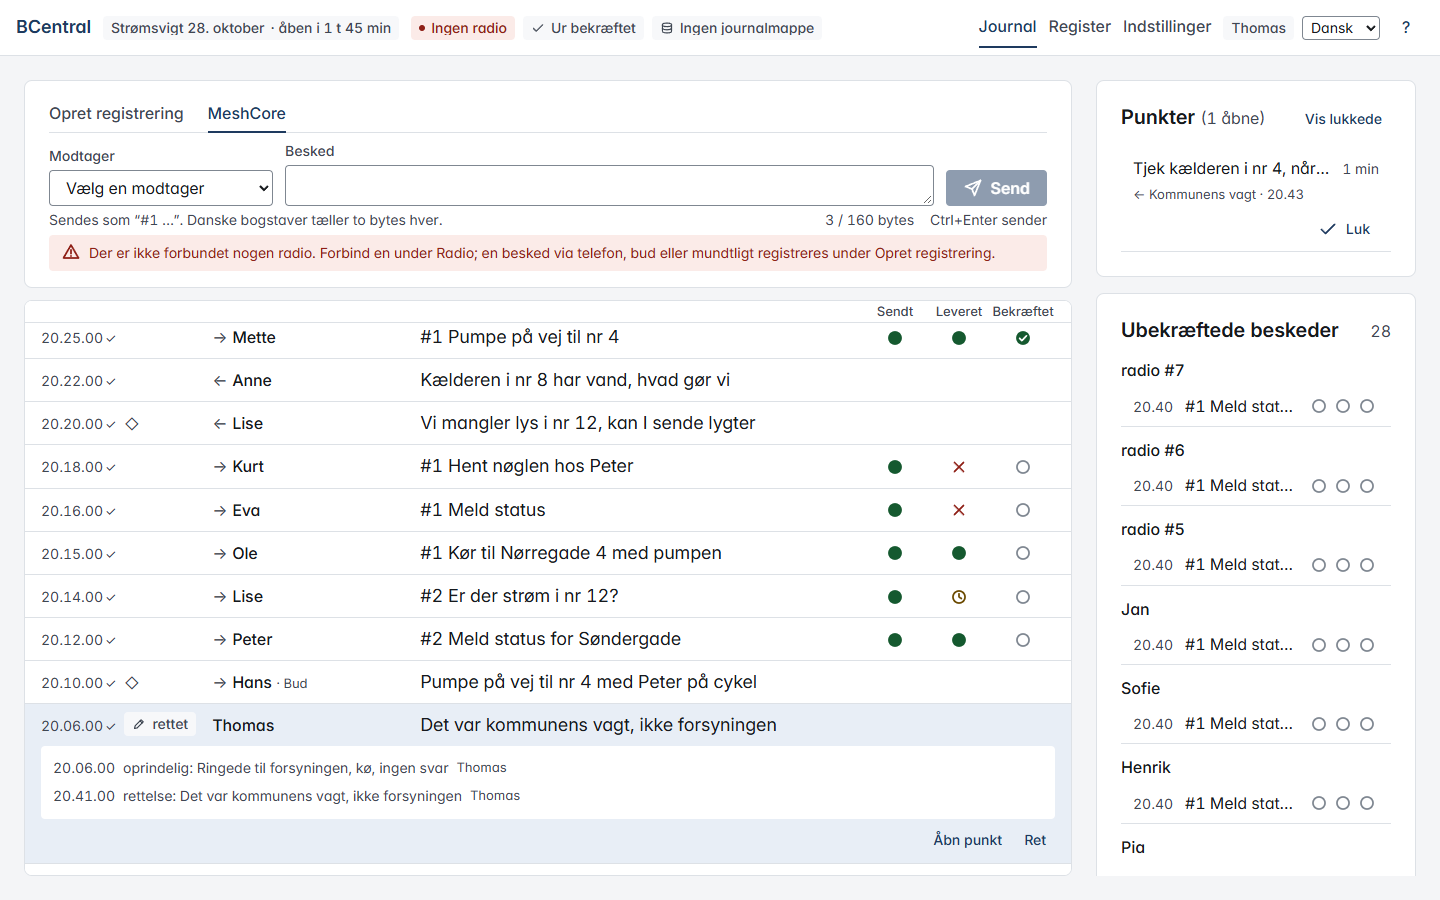 BCentral
Strømsvigt 28. oktober · åben i 1 t 45 min
Ingen radio
Ur bekræftet
Ingen journalmappe
Journal
Register
Indstillinger
Thomas
Dansk
?
Opret registrering
MeshCore
Modtager
Besked
Vælg en modtager
Send
Sendes som “#1 …”. Danske bogstaver tæller to bytes hver.
3 / 160 bytes
Ctrl+Enter sender
Der er ikke forbundet nogen radio. Forbind en under Radio; en besked via telefon, bud eller mundtligt registreres under Opret registrering.
Sendt Leveret Bekræftet
20.25.00 ✓ → Mette #1 Pumpe på vej til nr 4
20.22.00 ✓ ← Anne Kælderen i nr 8 har vand, hvad gør vi
20.20.00 ✓ ← Lise Vi mangler lys i nr 12, kan I sende lygter
20.18.00 ✓ → Kurt #1 Hent nøglen hos Peter
20.16.00 ✓ → Eva #1 Meld status
20.15.00 ✓ → Ole #1 Kør til Nørregade 4 med pumpen
20.14.00 ✓ → Lise #2 Er der strøm i nr 12?
20.12.00 ✓ → Peter #2 Meld status for Søndergade
20.10.00 ✓ → Hans · Bud Pumpe på vej til nr 4 med Peter på cykel
20.06.00 ✓ rettet Thomas Det var kommunens vagt, ikke forsyningen
20.06.00 oprindelig: Ringede til forsyningen, kø, ingen svar Thomas
20.41.00 rettelse: Det var kommunens vagt, ikke forsyningen Thomas
Åbn punkt Ret
Punkter (1 åbne)
Vis lukkede
Tjek kælderen i nr 4, når… 1 min
← Kommunens vagt · 20.43
Luk
Ubekræftede beskeder 28
radio #7
20.40 #1 Meld stat…
radio #6
20.40 #1 Meld stat…
radio #5
20.40 #1 Meld stat…
Jan
20.40 #1 Meld stat…
Sofie
20.40 #1 Meld stat…
Henrik
20.40 #1 Meld stat…
Pia